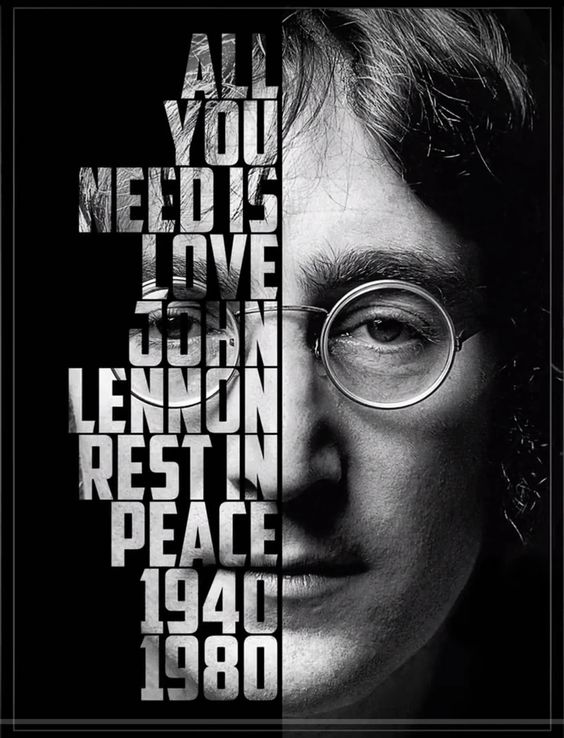 ALL
YOU
NEED IS
LOVE
JOHN
LENNON
REST IN
PEACE
1940
1980